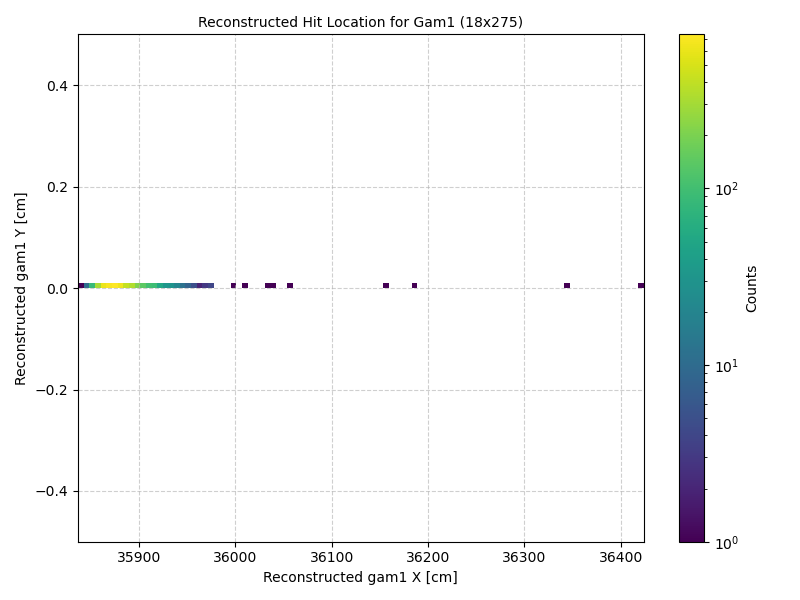 Reconstructed Hit Location for Gam1 (18x275)
Reconstructed gam1 Y [cm]
0.4
0.2
0.0
−0.2
−0.4
35900 36000 36100 36200 36300 36400
Reconstructed gam1 X [cm]
10²
10¹
10⁰
Counts